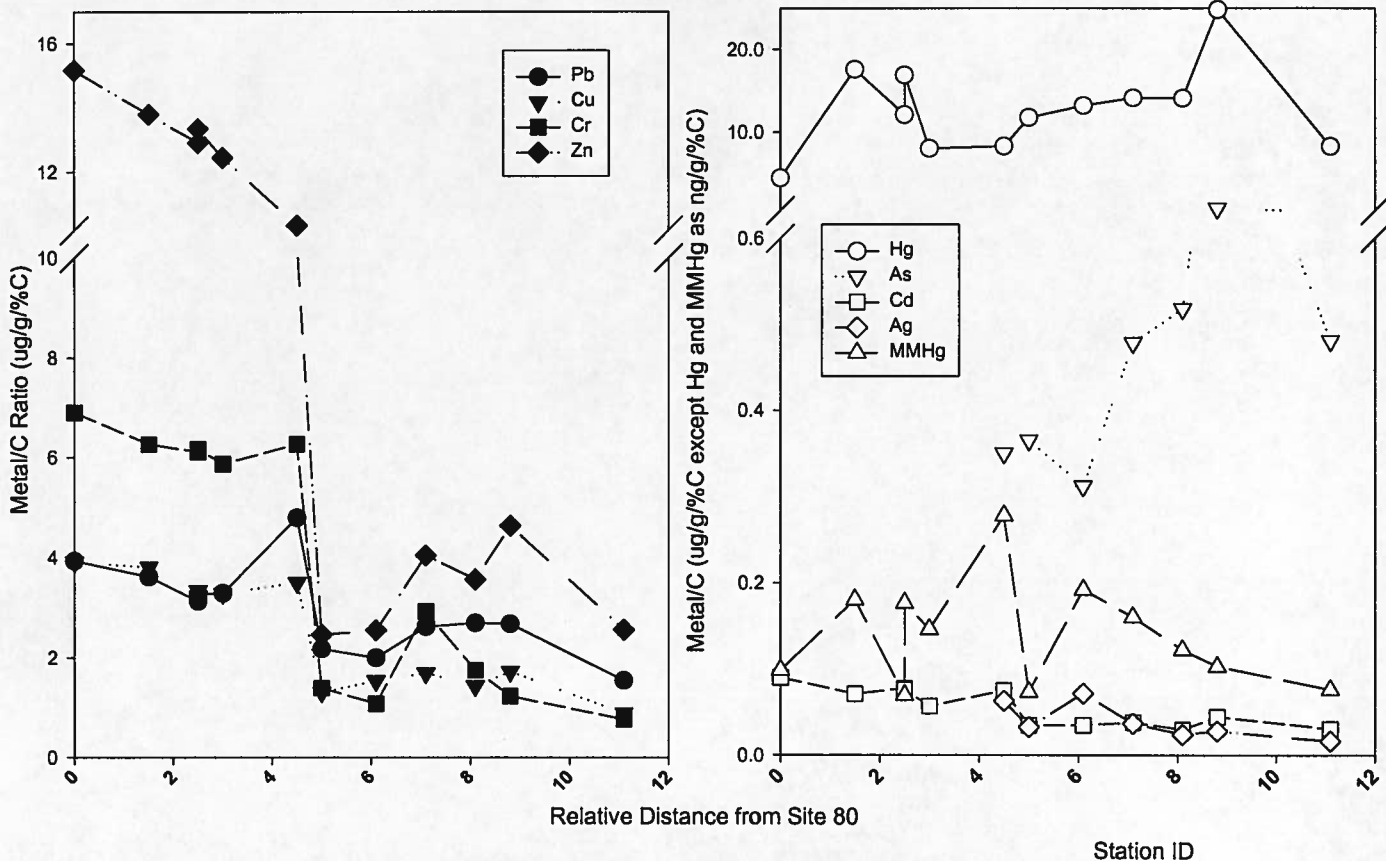 Metal/C Ratio (ug/g/%C)
16
12
10
8
6
4
2
0
0
2
4
6
8
10
12
Pb
Cu
Cr
Zn
Metal/C (ug/g/%C except Hg and MMHg as ng/g/%C)
20.0
10.0
0.6
0.4
0.2
0.0
0
2
4
6
8
10
12
Hg
As
Cd
Ag
MMHg
Relative Distance from Site 80
Station ID